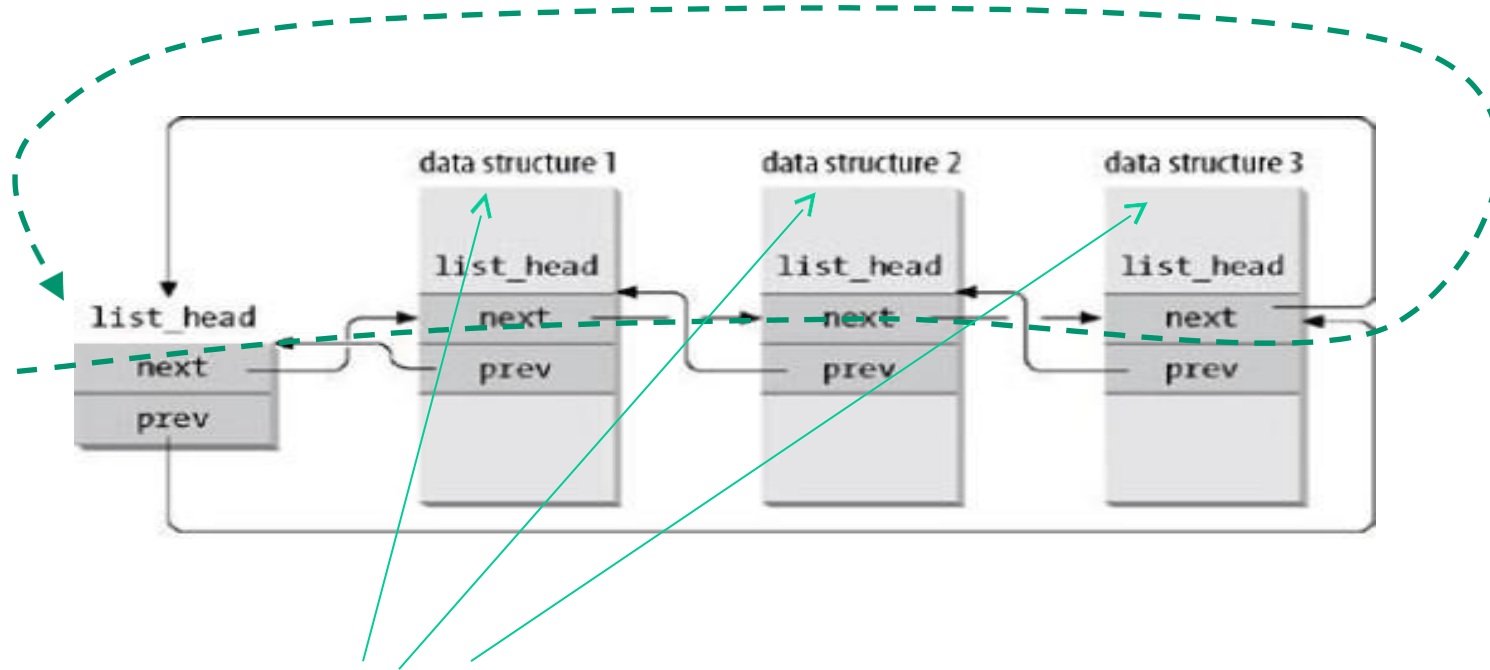 data structure 1
data structure 2
data structure 3
list_head
list_head
list_head
list_head
next
next
next
next
prev
prev
prev
prev